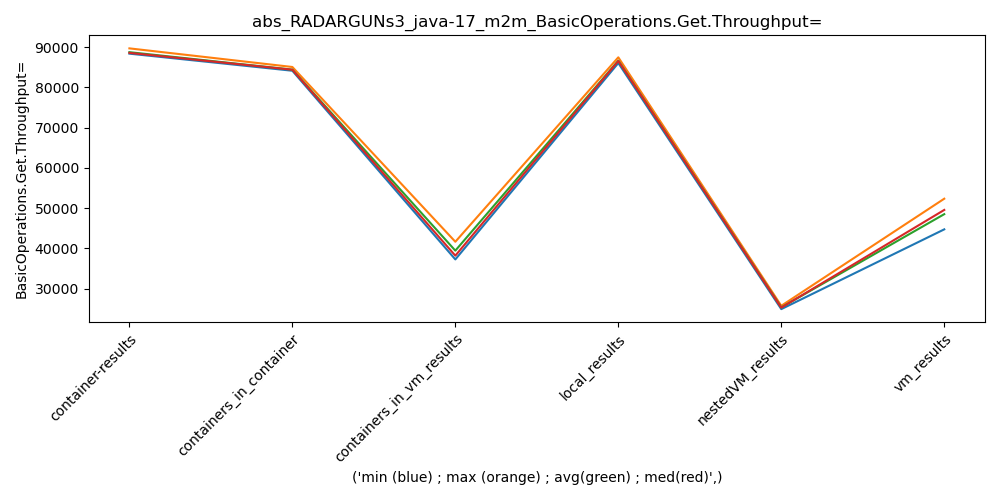 abs_RADARGUNs3_java-17_m2m_BasicOperations.Get.Throughput=
BasicOperations.Get.Throughput=
90000
80000
70000
60000
50000
40000
30000
container-results
containers_in_container
containers_in_vm_results
local_results
nestedVM_results
vm_results
('min (blue) ; max (orange) ; avg(green) ; med(red)',)